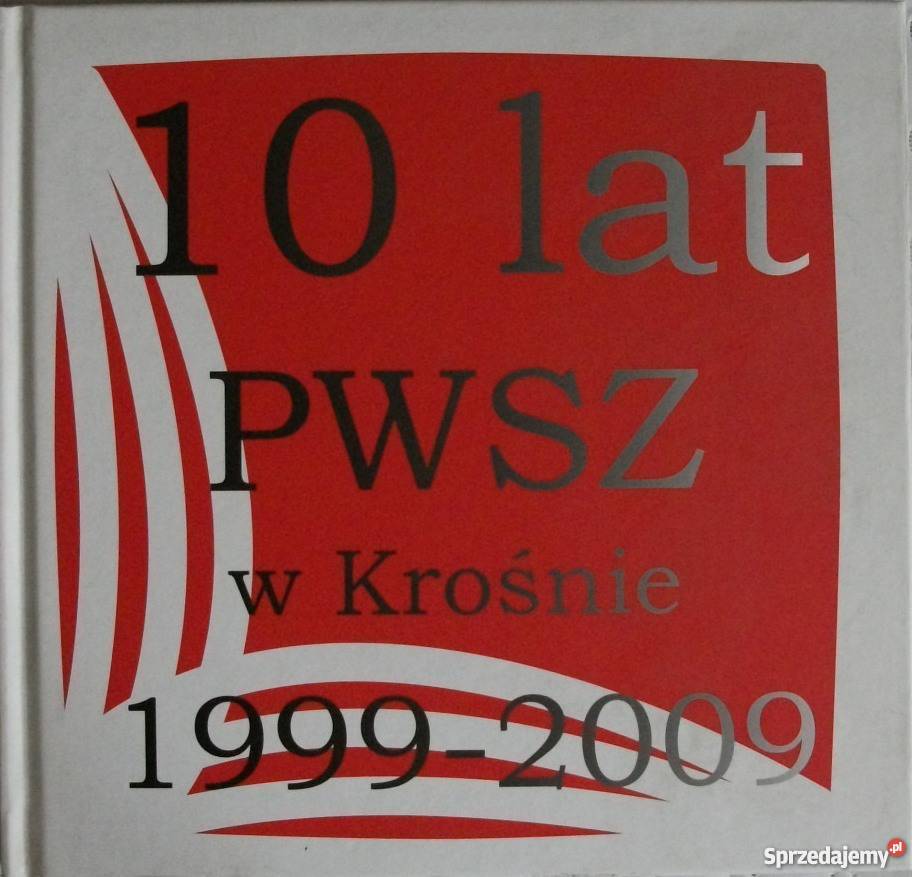 10 lat
PWSZ
w Krośnie
1999-2009
Sprzedajemy.pl